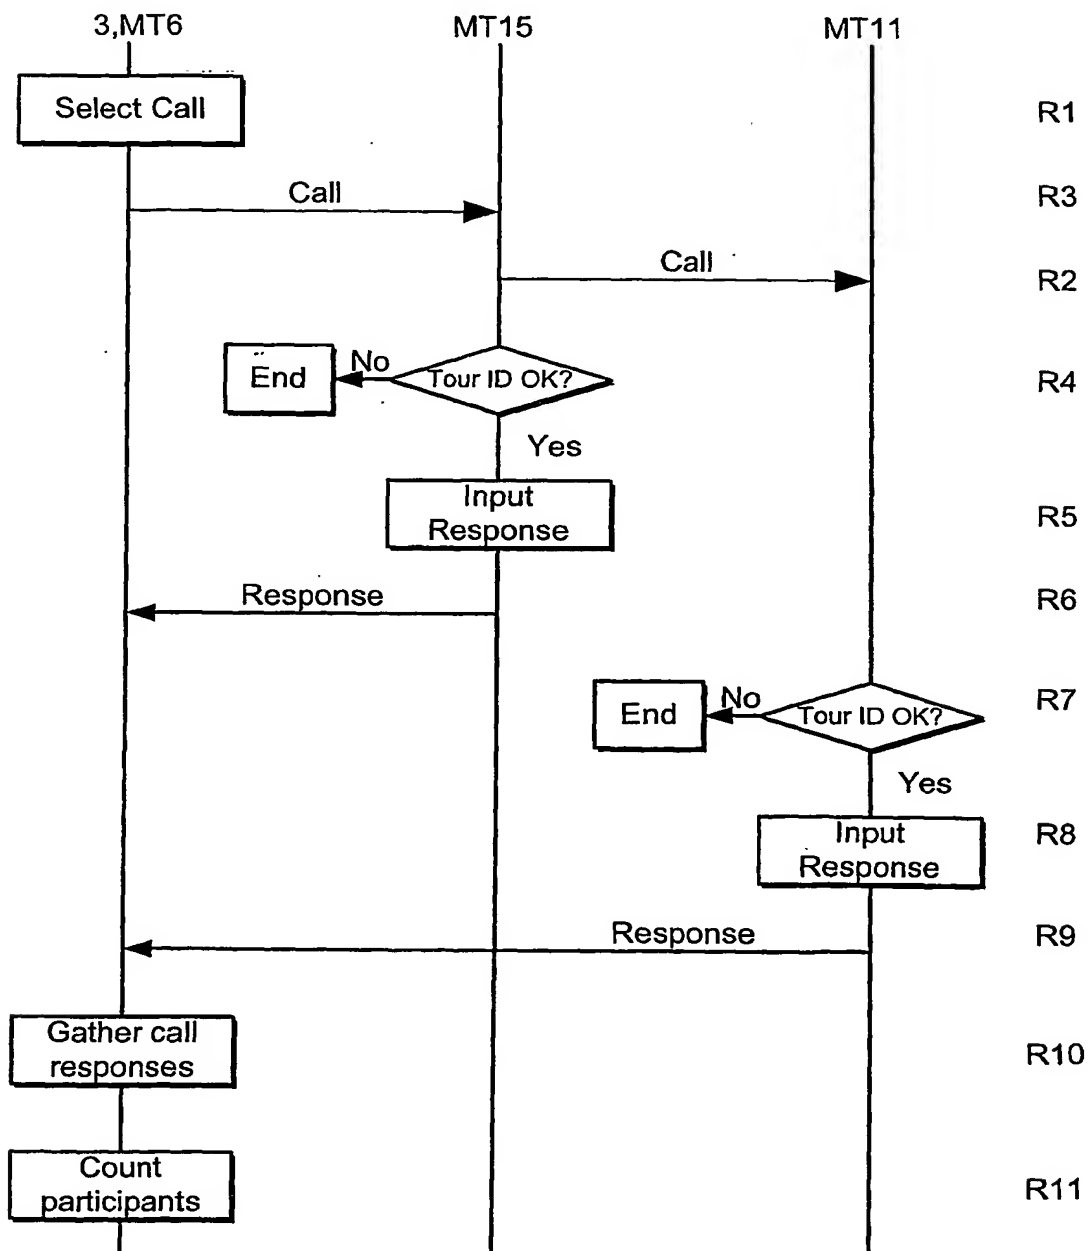 3,MT6 MT15 MT11
Select Call R1
Call R3
Call R2
End No Tour ID OK? R4
Yes
Input
Response R5
Response R6
End No Tour ID OK? R7
Yes
Input
Response R8
Response R9
Gather call
responses R10
Count
participants R11